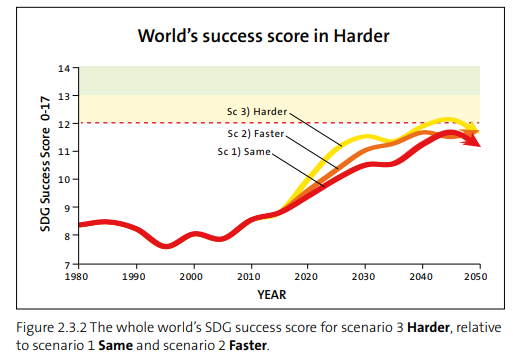 World's success score in Harder
14
13
12
11
10
9
8
7
SDG Success Score 0-17
Sc 3) Harder
Sc 2) Faster
Sc 1) Same
1980 1990 2000 2010 2020 2030 2040 2050
YEAR
Figure 2.3.2 The whole world's SDG success score for scenario 3 Harder, relative
to scenario 1 Same and scenario 2 Faster.